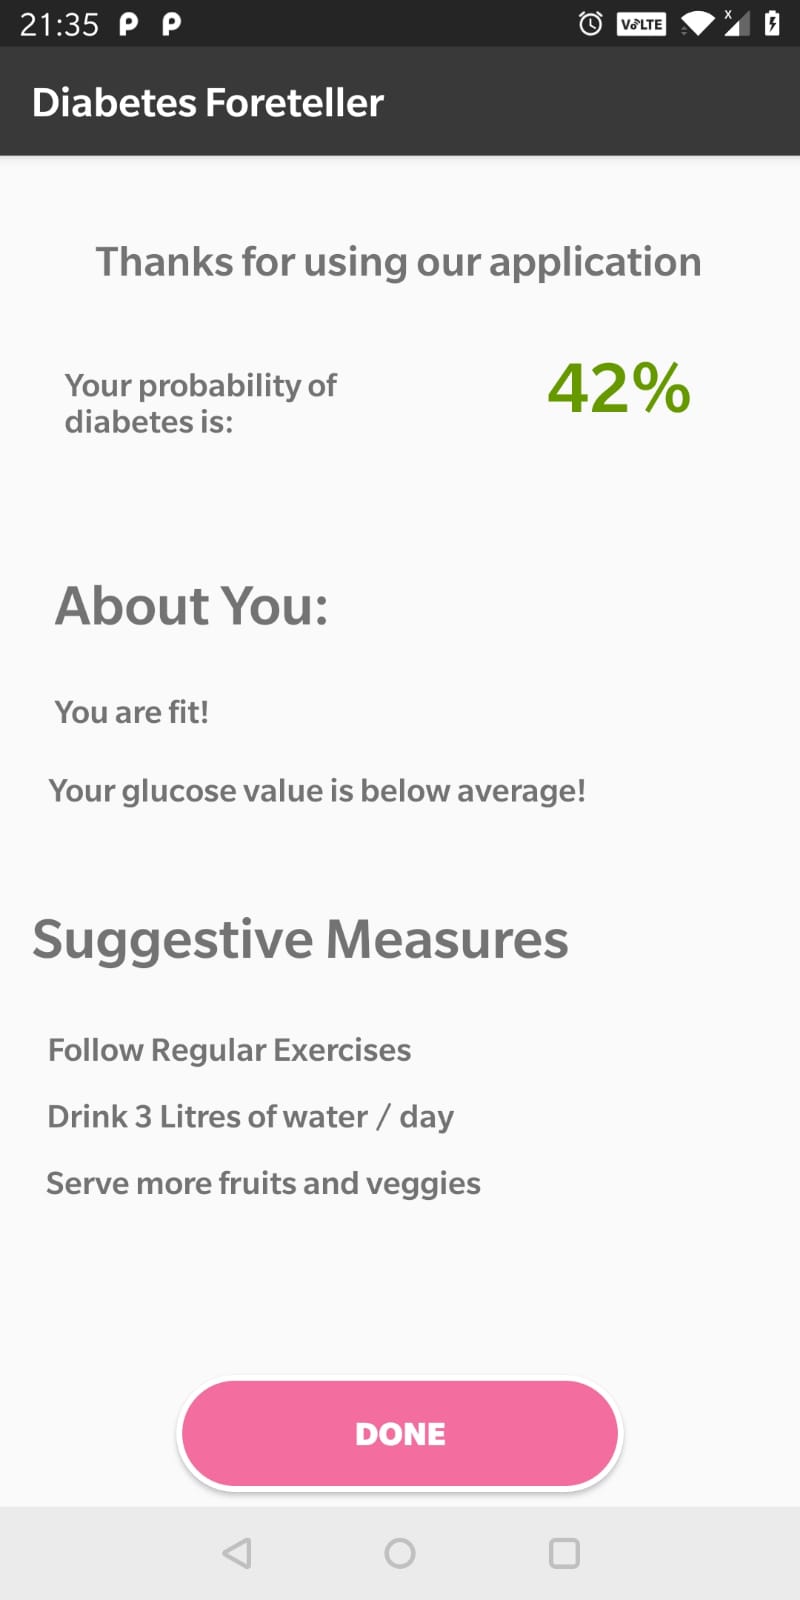 21:35
VoLTE
Diabetes Foreteller
Thanks for using our application
Your probability of
diabetes is:
42%
About You:
You are fit!
Your glucose value is below average!
Suggestive Measures
Follow Regular Exercises
Drink 3 Litres of water / day
Serve more fruits and veggies
DONE